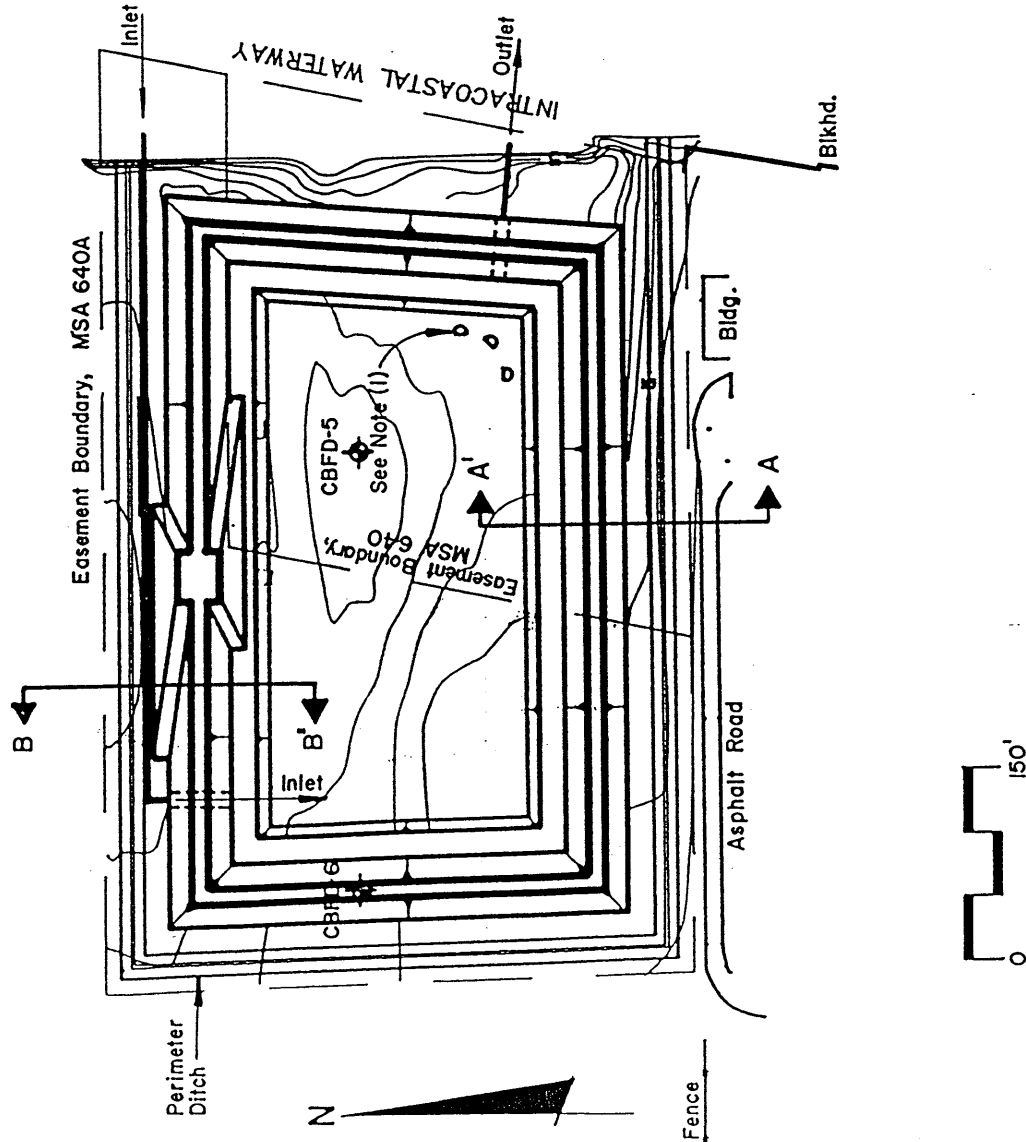 Inlet
INTRACOASTAL WATERWAY
Outlet
Blkhd.
Easement Boundary, MSA 640A
Bldg.
CBFD-5
See Note (1)
A'
A
Easement Boundary,
MSA 640
B
B'
Inlet
CBFD-6
Asphalt Road
Perimeter
Ditch
N
Fence
0
150'